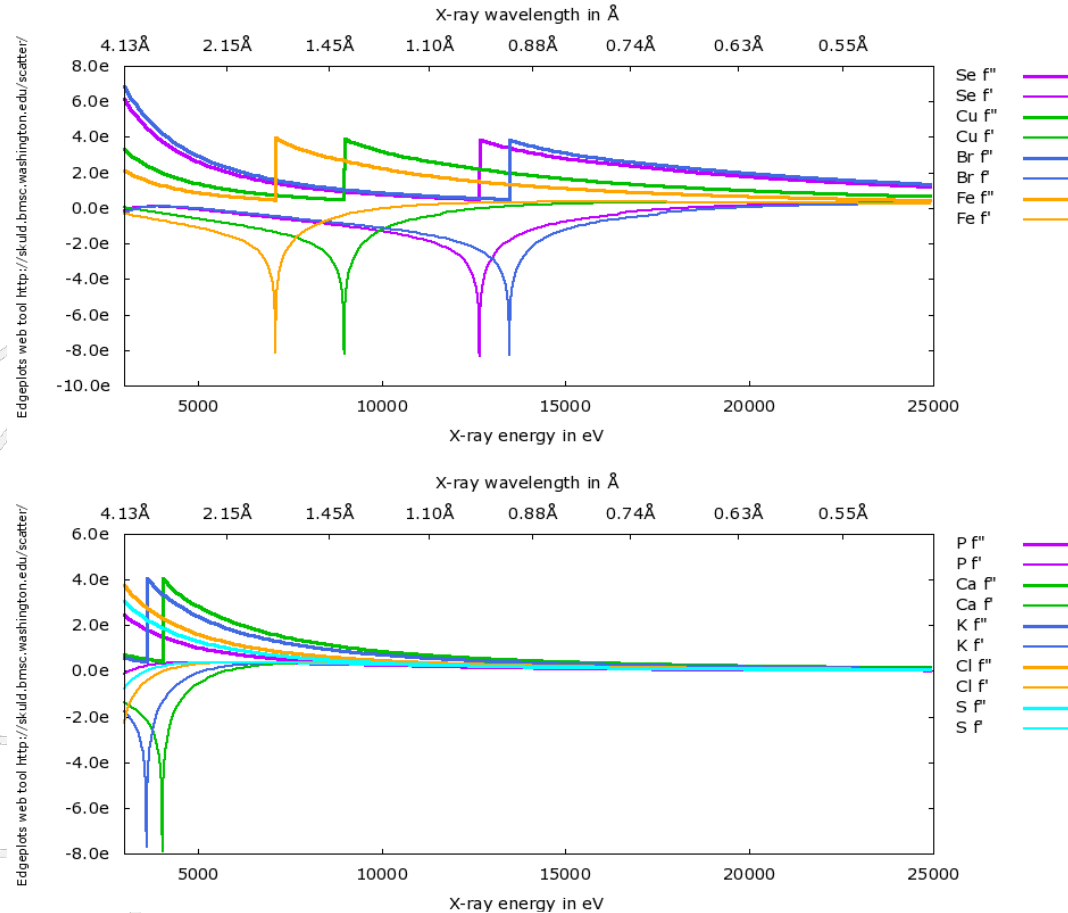 X-ray wavelength in Å
4.13Å 2.15Å 1.45Å 1.10Å 0.88Å 0.74Å 0.63Å 0.55Å
Edgeplots web tool http://skuld.bmsc.washington.edu/scatter/
8.0e
6.0e
4.0e
2.0e
0.0e
-2.0e
-4.0e
-6.0e
-8.0e
-10.0e
5000 10000 15000 20000 25000
X-ray energy in eV
Se f"
Se f'
Cu f"
Cu f'
Br f"
Br f'
Fe f"
Fe f'
X-ray wavelength in Å
4.13Å 2.15Å 1.45Å 1.10Å 0.88Å 0.74Å 0.63Å 0.55Å
Edgeplots web tool http://skuld.bmsc.washington.edu/scatter/
6.0e
4.0e
2.0e
0.0e
-2.0e
-4.0e
-6.0e
-8.0e
5000 10000 15000 20000 25000
X-ray energy in eV
P f"
P f'
Ca f"
Ca f'
K f"
K f'
Cl f"
Cl f'
S f"
S f'